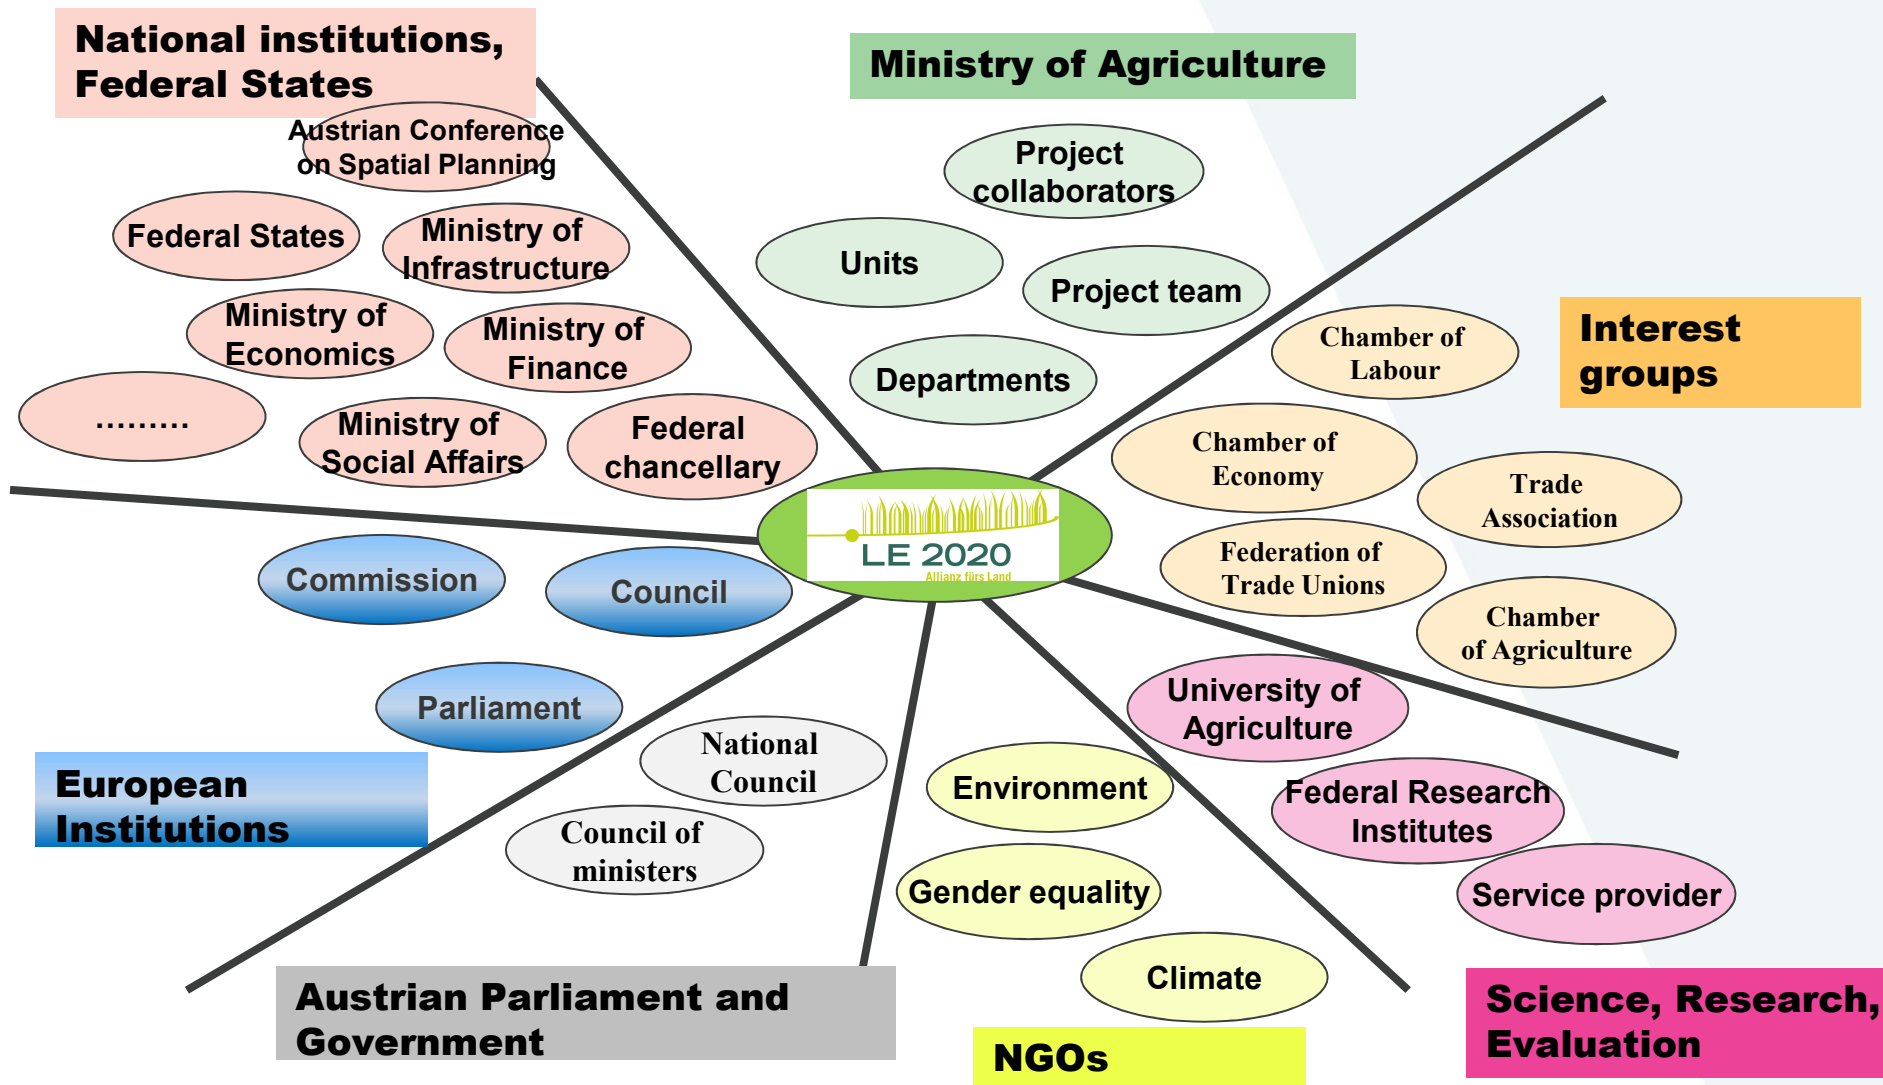 National institutions,
Federal States
Austrian Conference
on Spatial Planning
Federal States
Ministry of
Infrastructure
Ministry of
Economics
Ministry of
Finance
.........
Ministry of
Social Affairs
Federal
chancellary
Ministry of Agriculture
Project
collaborators
Units
Project team
Departments
Interest
groups
Chamber of
Labour
Chamber of
Economy
Trade
Association
Federation of
Trade Unions
Chamber
of Agriculture
LE 2020
Allianz fürs Land
Commission
Council
Parliament
European
Institutions
National
Council
Council of
ministers
Austrian Parliament and
Government
Environment
Gender equality
Climate
NGOs
University of
Agriculture
Federal Research
Institutes
Service provider
Science, Research,
Evaluation